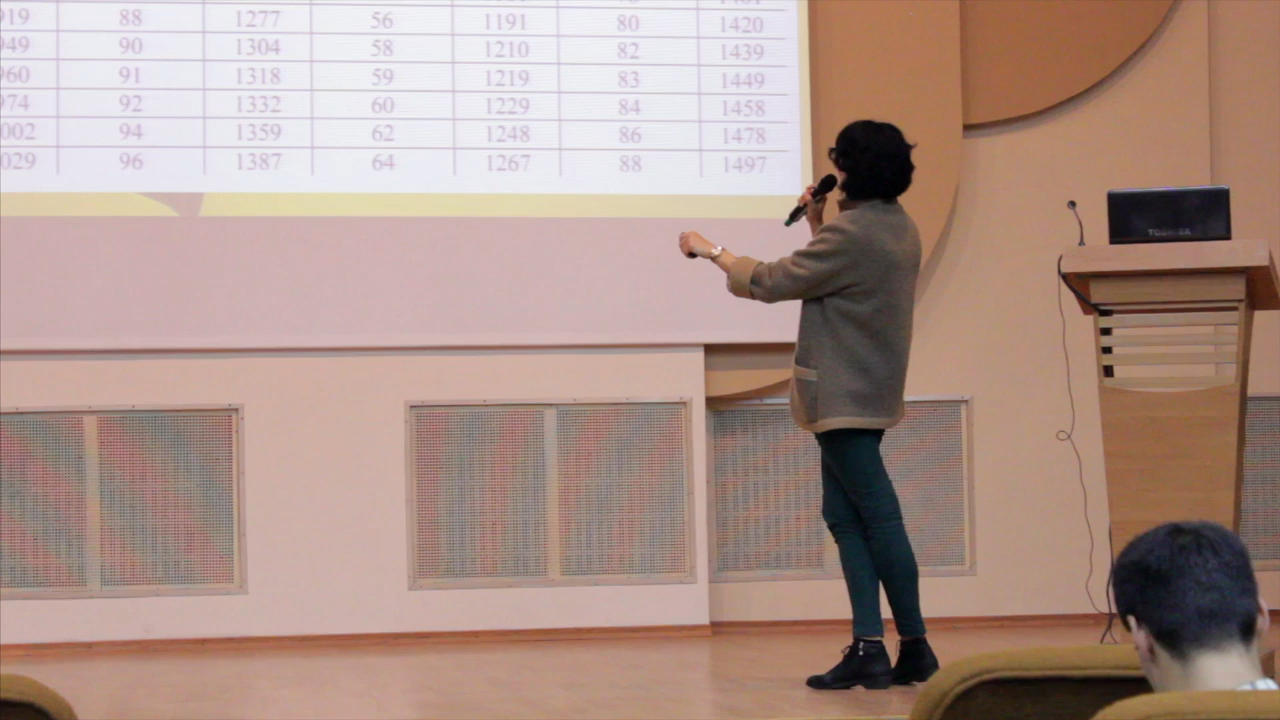 919 88 1277 56 1191 80 1420
949 90 1304 58 1210 82 1439
960 91 1318 59 1219 83 1449
974 92 1332 60 1229 84 1458
002 94 1359 62 1248 86 1478
029 96 1387 64 1267 88 1497
TOSHIBA